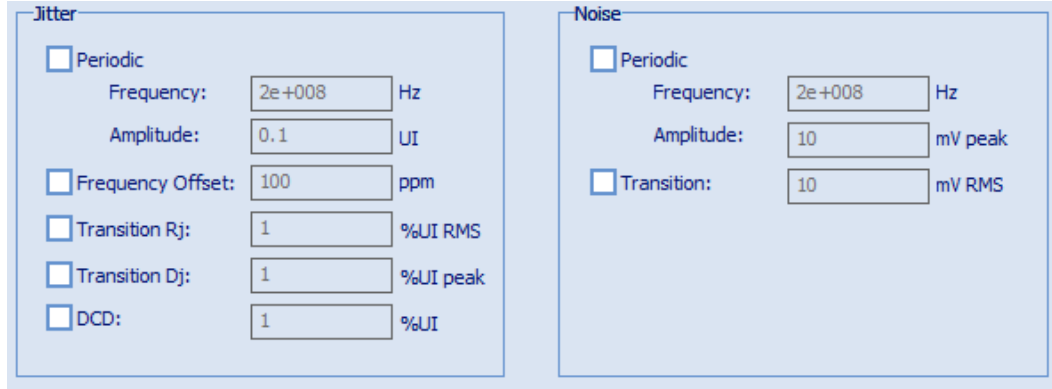 Jitter
Periodic
Frequency: 2e+008 Hz
Amplitude: 0.1 UI
Frequency Offset: 100 ppm
Transition Rj: 1 %UI RMS
Transition Dj: 1 %UI peak
DCD: 1 %UI
Noise
Periodic
Frequency: 2e+008 Hz
Amplitude: 10 mV peak
Transition: 10 mV RMS